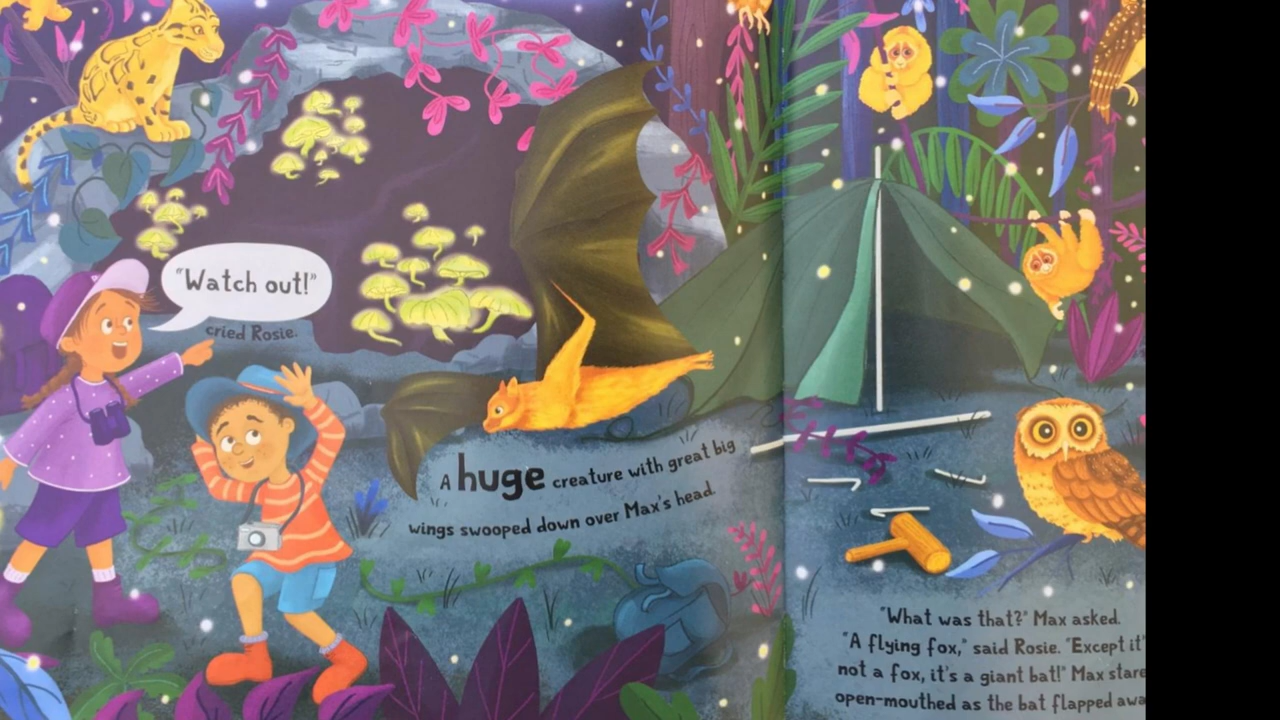 "Watch out!"
cried Rosie.
A huge creature with great big
wings swooped down over Max's head.
"What was that?" Max asked.
"A flying fox," said Rosie. "Except it'
not a fox, it's a giant bat!" Max stare
open-mouthed as the bat flapped awa